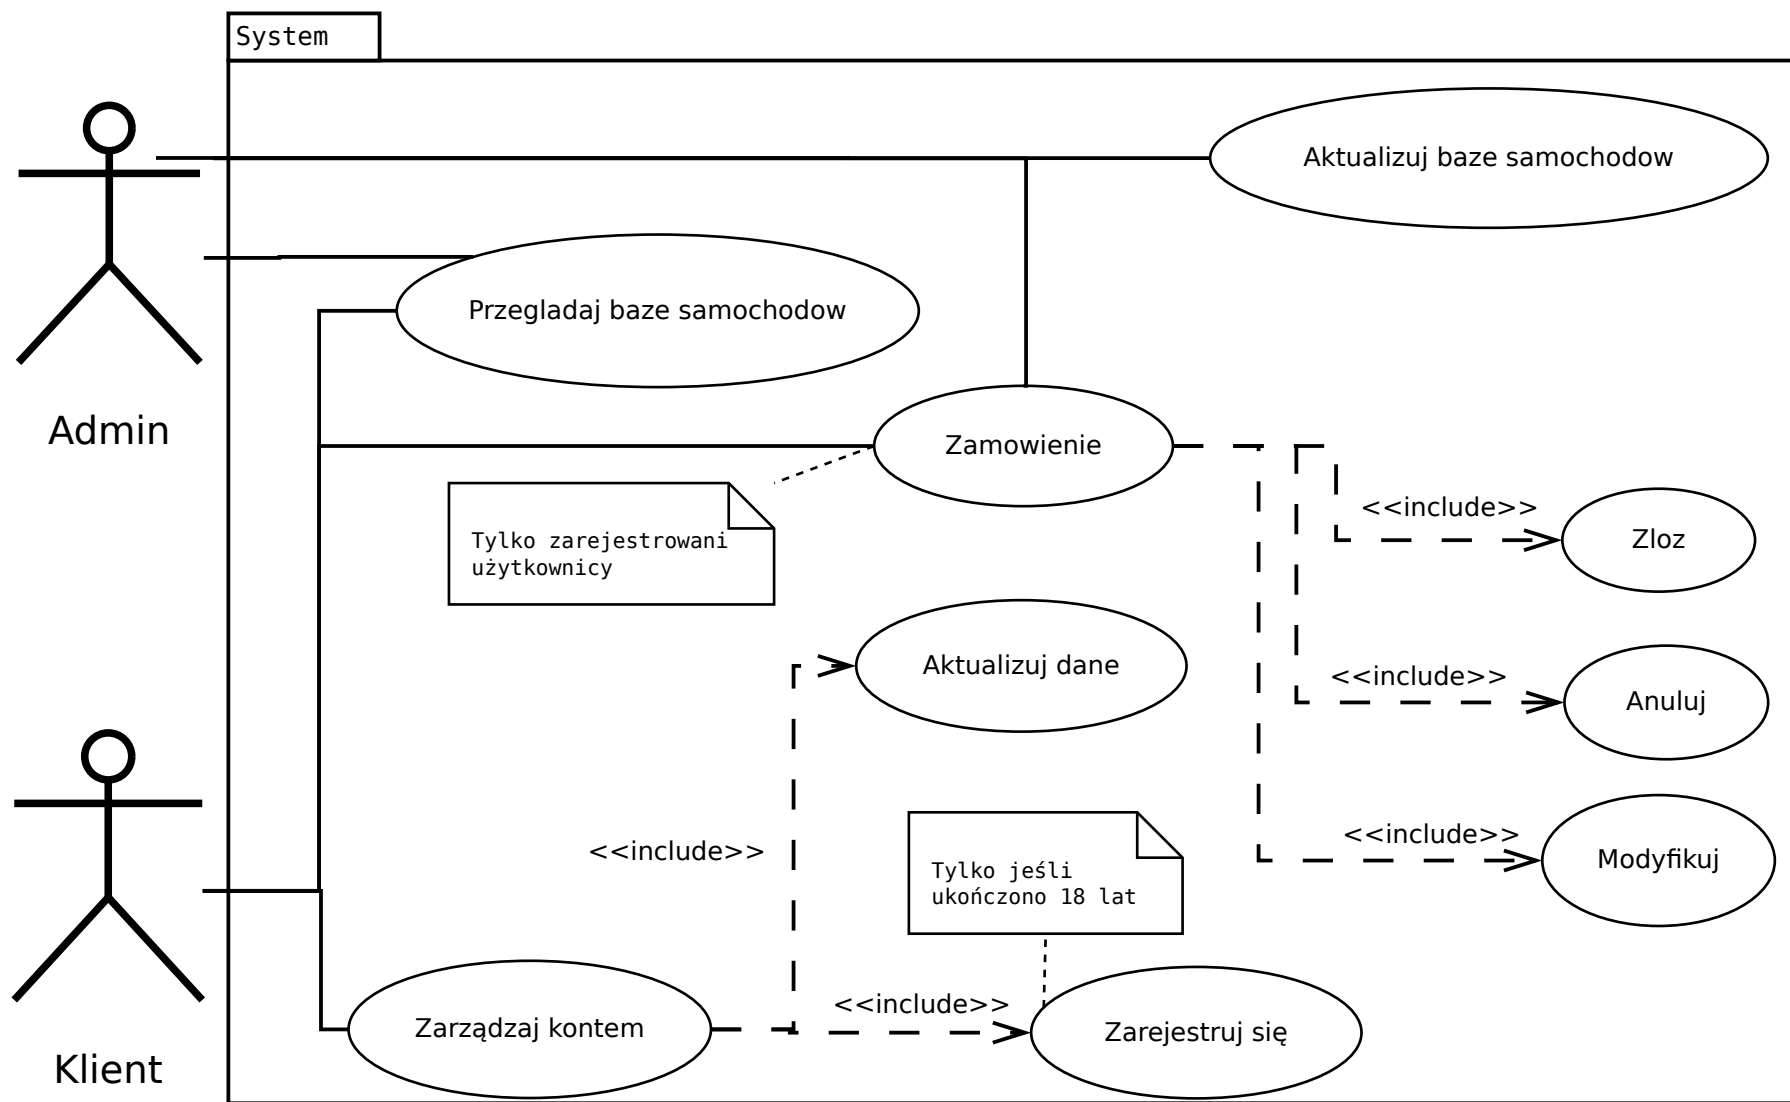 System
Aktualizuj baze samochodow
Przegladaj baze samochodow
Admin
Zamowienie
<<include>>
Zloz
Tylko zarejestrowani
użytkownicy
Aktualizuj dane
<<include>>
Anuluj
<<include>>
<<include>>
Modyfikuj
Tylko jeśli
ukończono 18 lat
<<include>>
Zarządzaj kontem
Zarejestruj się
Klient